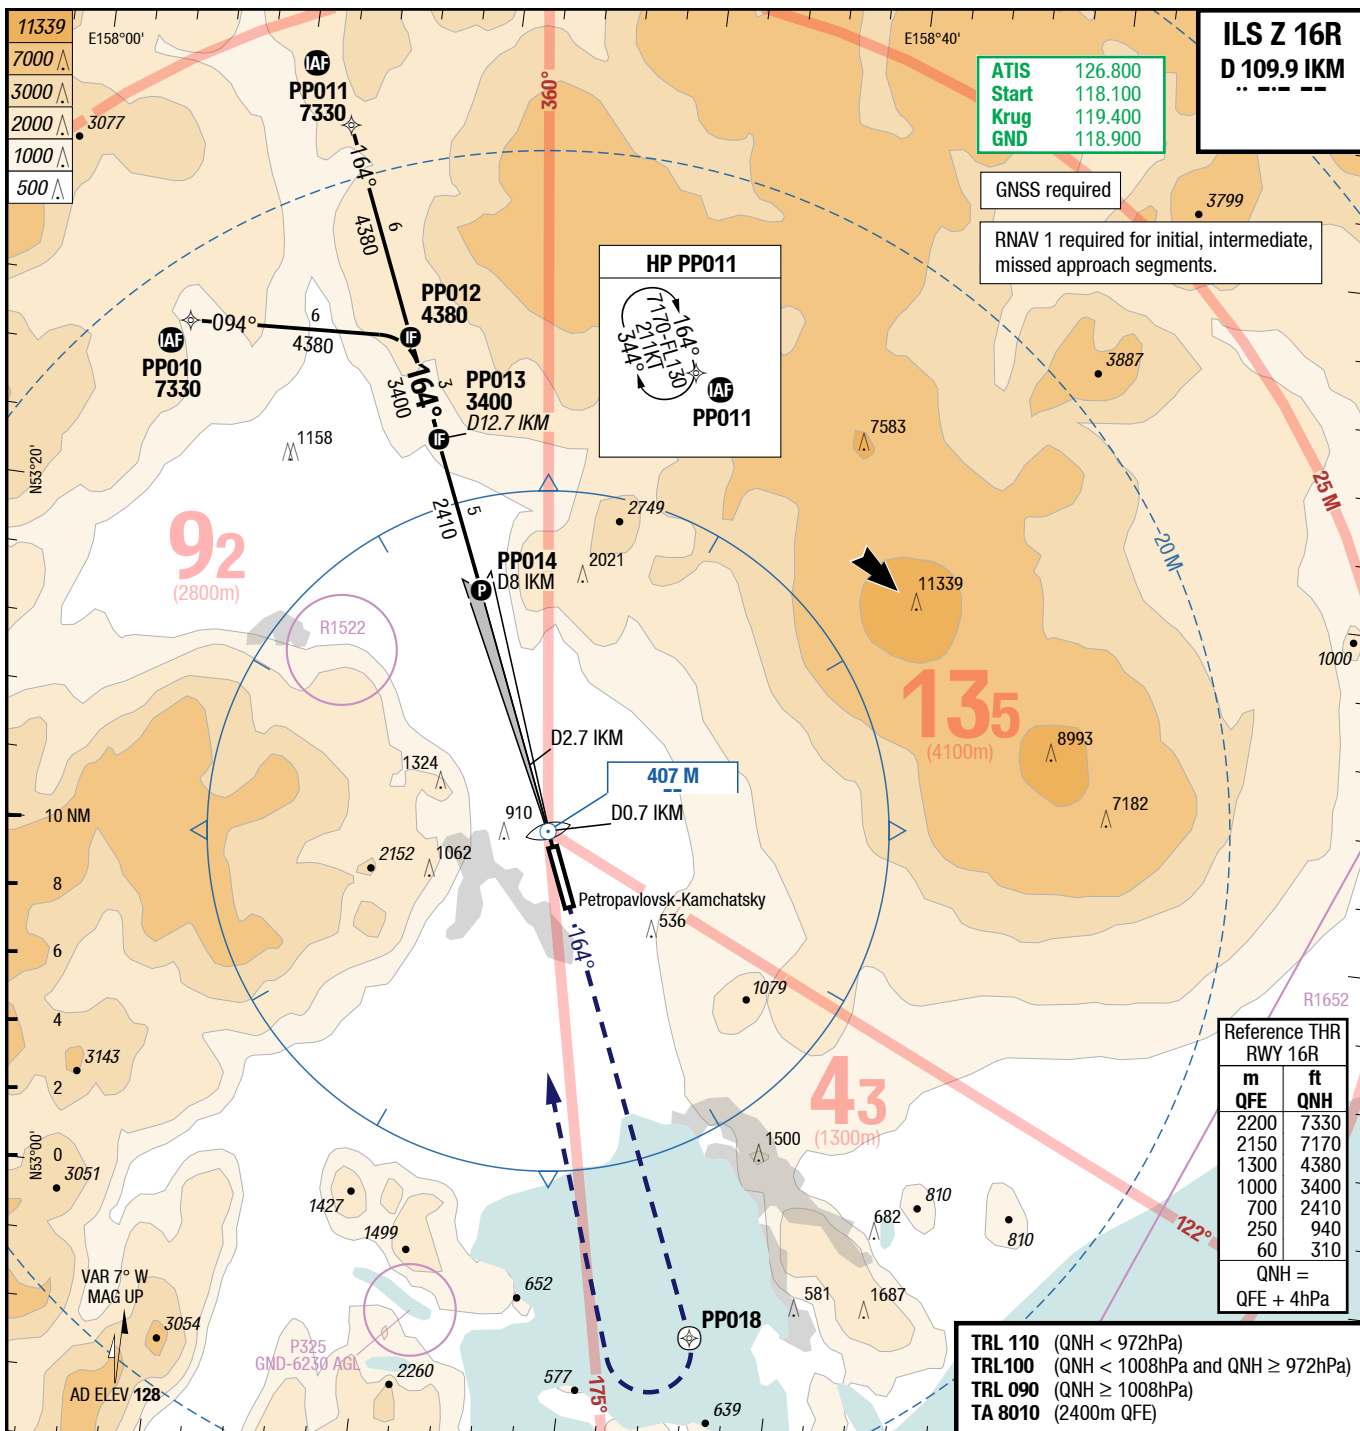 11339
7000
3000
2000
1000
500
E158°00'
E158°40'
ILS Z 16R
D 109.9 IKM
ATIS 126.800
Start 118.100
Krug 119.400
GND 118.900
GNSS required
RNAV 1 required for initial, intermediate,
missed approach segments.
IAF
PP011
7330
3077
360°
3799
164°
6
4380
HP PP011
164°
7170-FL130
211KT
344°
IAF
PP011
PP012
4380
IF
094°
6
4380
IAF
PP010
7330
3887
164°
3
3400
PP013
3400
D12.7 IKM
IF
7583
1158
N53°20'
25 M
20 M
5
2410
2749
92
(2800m)
PP014
D8 IKM
P
2021
11339
R1522
1000
135
(4100m)
D2.7 IKM
8993
1324
407 M
7182
10 NM
910
D0.7 IKM
2152
1062
8
Petropavlovsk-Kamchatsky
536
6
164°
1079
R1652
4
3143
2
Reference THR
RWY 16R
m ft
QFE QNH
2200 7330
2150 7170
1300 4380
1000 3400
700 2410
250 940
60 310
QNH =
QFE + 4hPa
43
(1300m)
1500
N53°00'
0
3051
1427
810
682
810
122°
1499
VAR 7° W
MAG UP
652
581
1687
3054
PP018
P325
GND-6230 AGL
2260
577
175°
639
AD ELEV 128
TRL 110 (QNH < 972hPa)
TRL100 (QNH < 1008hPa and QNH ≥ 972hPa)
TRL 090 (QNH ≥ 1008hPa)
TA 8010 (2400m QFE)